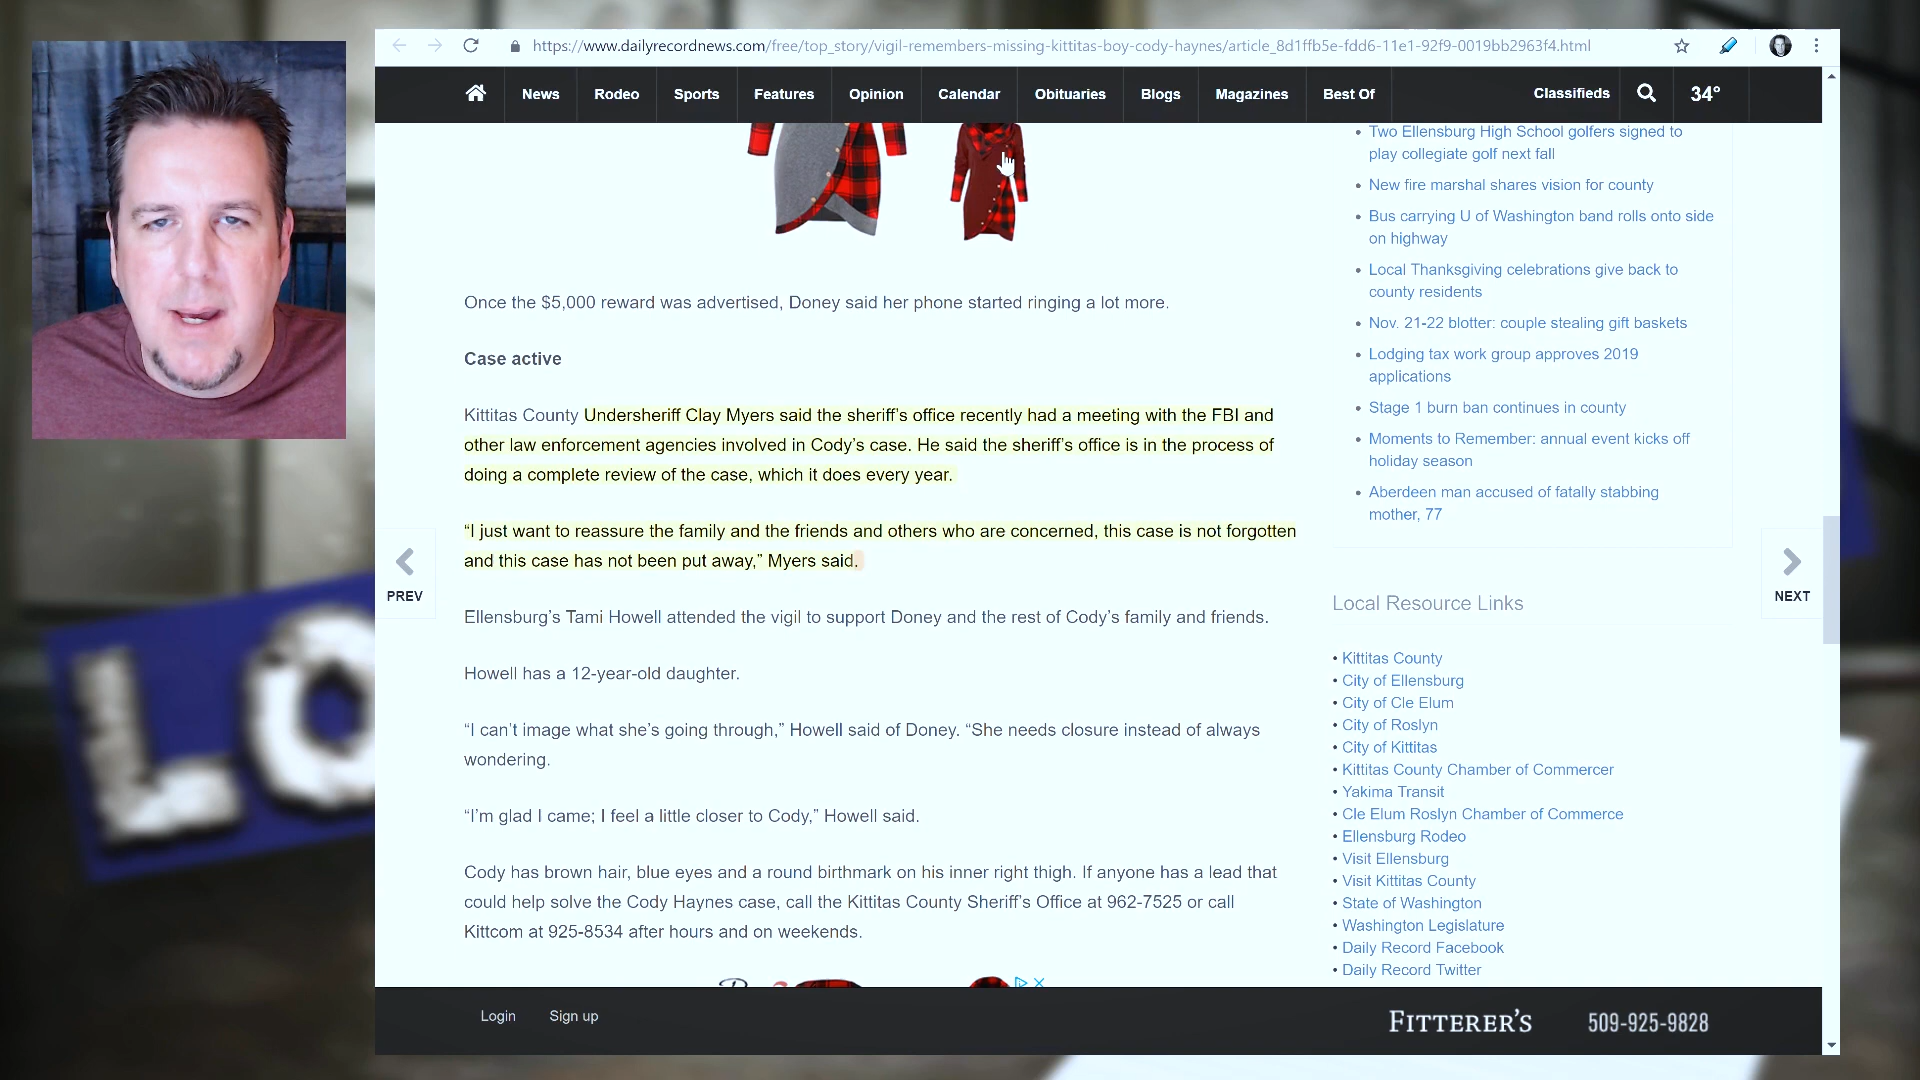 https://www.dailyrecordnews.com/free/top_story/vigil-remembers-missing-kittitas-boy-cody-haynes/article_8d1ffb5e-fdd6-11e1-92f9-0019bb2963f4.html
News Rodeo Sports Features Opinion Calendar Obituaries Blogs Magazines Best Of Classifieds 34°
Once the $5,000 reward was advertised, Doney said her phone started ringing a lot more.
Case active
Kittitas County Undersheriff Clay Myers said the sheriff's office recently had a meeting with the FBI and
other law enforcement agencies involved in Cody's case. He said the sheriff's office is in the process of
doing a complete review of the case, which it does every year.
“I just want to reassure the family and the friends and others who are concerned, this case is not forgotten
and this case has not been put away,” Myers said.
Ellensburg's Tami Howell attended the vigil to support Doney and the rest of Cody's family and friends.
Howell has a 12-year-old daughter.
“I can't image what she's going through,” Howell said of Doney. “She needs closure instead of always
wondering.
“I'm glad I came; I feel a little closer to Cody,” Howell said.
Cody has brown hair, blue eyes and a round birthmark on his inner right thigh. If anyone has a lead that
could help solve the Cody Haynes case, call the Kittitas County Sheriff's Office at 962-7525 or call
Kittcom at 925-8534 after hours and on weekends.
PREV
NEXT
• Two Ellensburg High School golfers signed to
play collegiate golf next fall
• New fire marshal shares vision for county
• Bus carrying U of Washington band rolls onto side
on highway
• Local Thanksgiving celebrations give back to
county residents
• Nov. 21-22 blotter: couple stealing gift baskets
• Lodging tax work group approves 2019
applications
• Stage 1 burn ban continues in county
• Moments to Remember: annual event kicks off
holiday season
• Aberdeen man accused of fatally stabbing
mother, 77
Local Resource Links
• Kittitas County
• City of Ellensburg
• City of Cle Elum
• City of Roslyn
• City of Kittitas
• Kittitas County Chamber of Commercer
• Yakima Transit
• Cle Elum Roslyn Chamber of Commerce
• Ellensburg Rodeo
• Visit Ellensburg
• Visit Kittitas County
• State of Washington
• Washington Legislature
• Daily Record Facebook
• Daily Record Twitter
Login Sign up
FITTERER'S 509-925-9828
LO